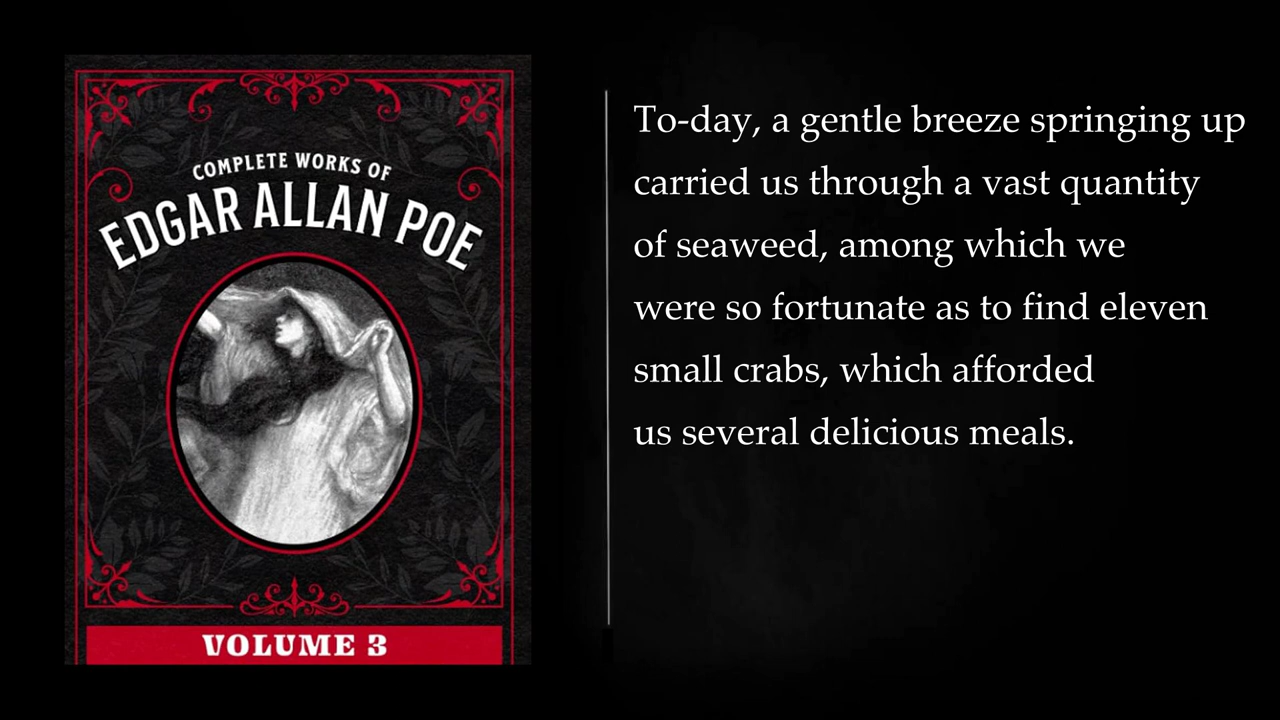 COMPLETE WORKS OF
EDGAR ALLAN POE
VOLUME 3
To-day, a gentle breeze springing up
carried us through a vast quantity
of seaweed, among which we
were so fortunate as to find eleven
small crabs, which afforded
us several delicious meals.